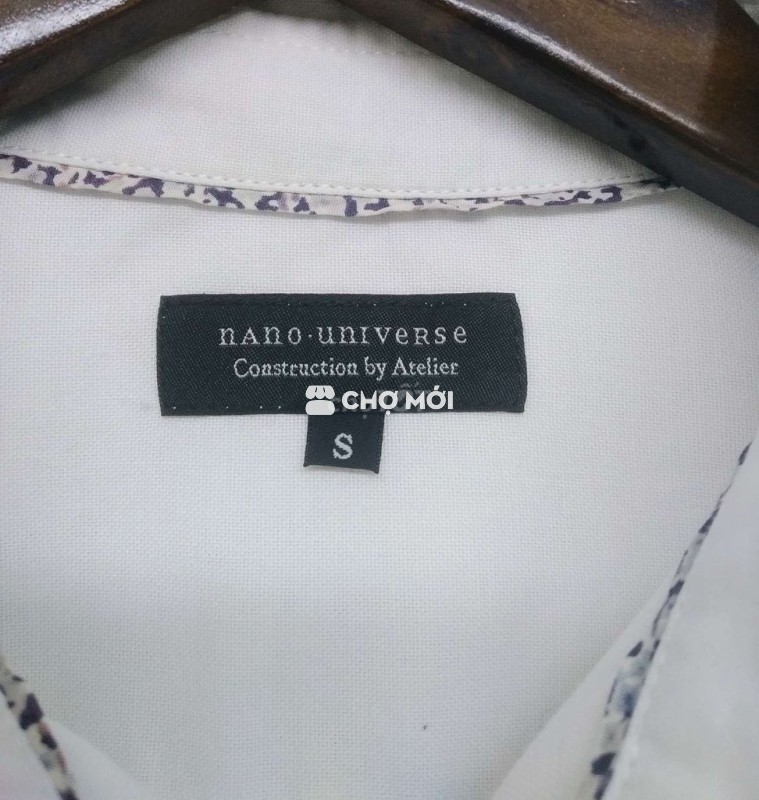 nano·universe
Construction by Atelier
CHỢ MỚI
S